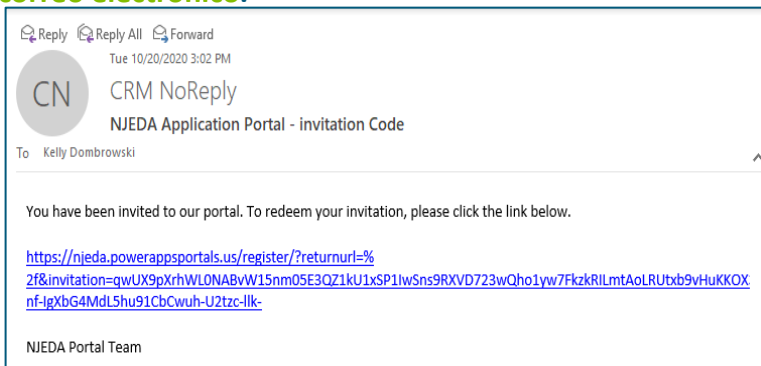 correo electrónico.
Reply Reply All Forward
Tue 10/20/2020 3:02 PM
CN
CRM NoReply
NJEDA Application Portal - invitation Code
To Kelly Dombrowski
You have been invited to our portal. To redeem your invitation, please click the link below.
https://njeda.powerappsportals.us/register/?returnurl=%
2f&invitation=qwUX9pXrhWL0NABvW15nm05E3QZ1kU1xSP1IwSns9RXVD723wQho1yw7FkzkRILmtAoLRUtxb9vHuKKOX
nf-IgXbG4MdL5hu91CbCwuh-U2tzc-llk-
NJEDA Portal Team